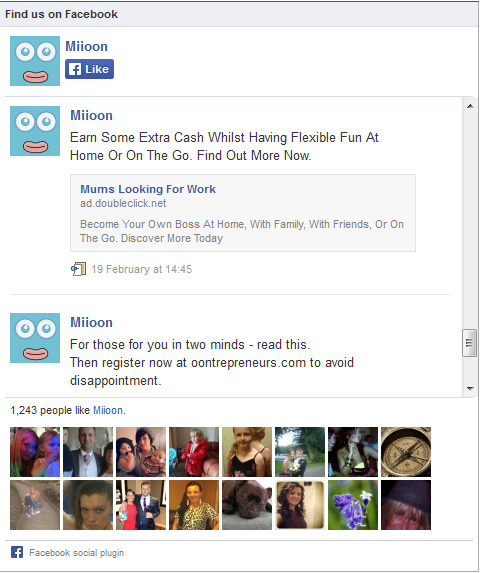 Find us on Facebook
Miioon
Like
Miioon
Earn Some Extra Cash Whilst Having Flexible Fun At
Home Or On The Go. Find Out More Now.
Mums Looking For Work
ad.doubleclick.net
Become Your Own Boss At Home, With Family, With Friends, Or On
The Go. Discover More Today
19 February at 14:45
Miioon
For those for you in two minds - read this.
Then register now at oontrepreneurs.com to avoid
disappointment.
1,243 people like Miioon.
Facebook social plugin